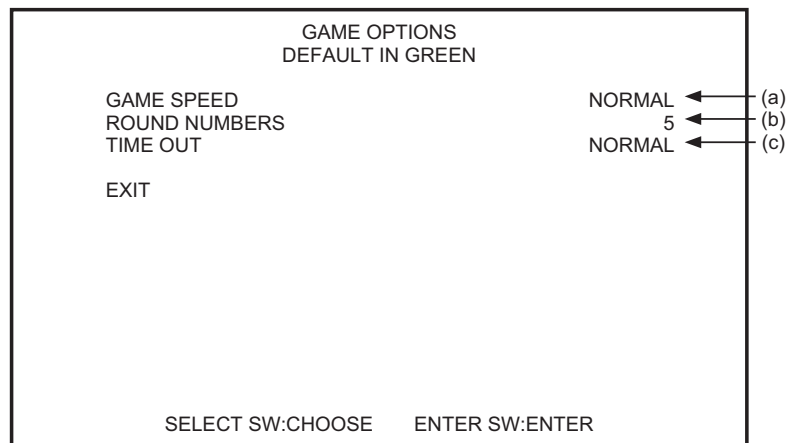 GAME OPTIONS
DEFAULT IN GREEN
GAME SPEED NORMAL (a)
ROUND NUMBERS 5 (b)
TIME OUT NORMAL (c)
EXIT
SELECT SW:CHOOSE ENTER SW:ENTER